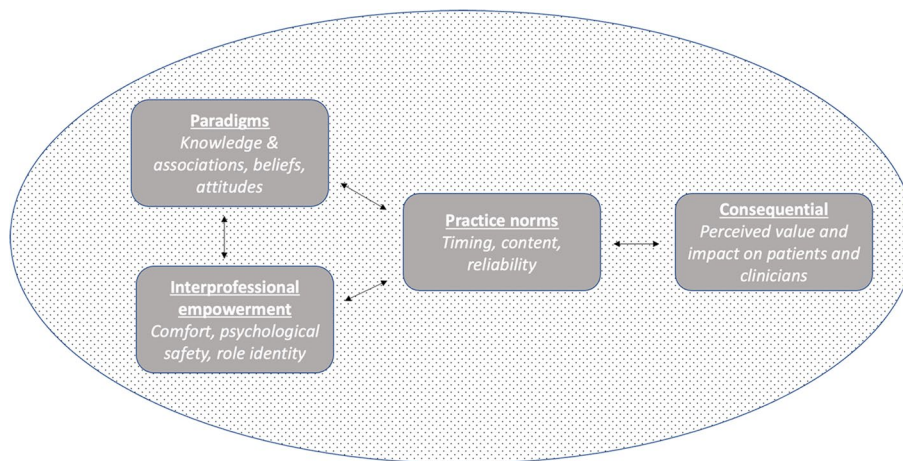 Paradigms
Knowledge &
associations, beliefs,
attitudes
Interprofessional
empowerment
Comfort, psychological
safety, role identity
Practice norms
Timing, content,
reliability
Consequential
Perceived value and
impact on patients and
clinicians